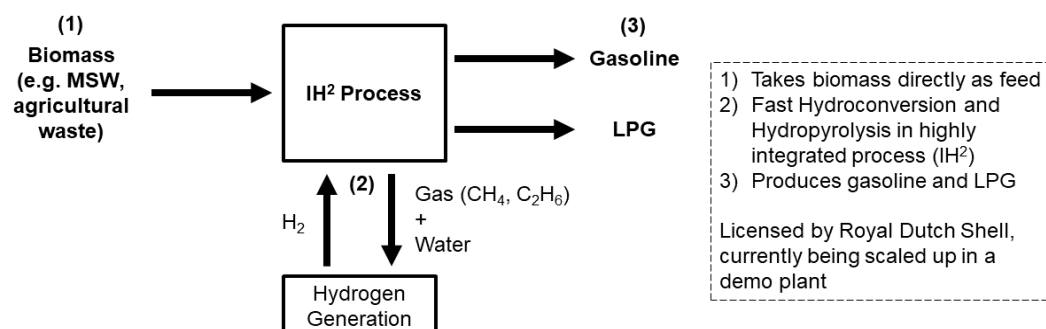 (1)
Biomass
(e.g. MSW,
agricultural
waste)
IH² Process
(3)
Gasoline
LPG
(2)
H₂
Gas (CH₄, C₂H₆)
+
Water
Hydrogen
Generation
1) Takes biomass directly as feed
2) Fast Hydroconversion and
Hydropyrolysis in highly
integrated process (IH²)
3) Produces gasoline and LPG
Licensed by Royal Dutch Shell,
currently being scaled up in a
demo plant